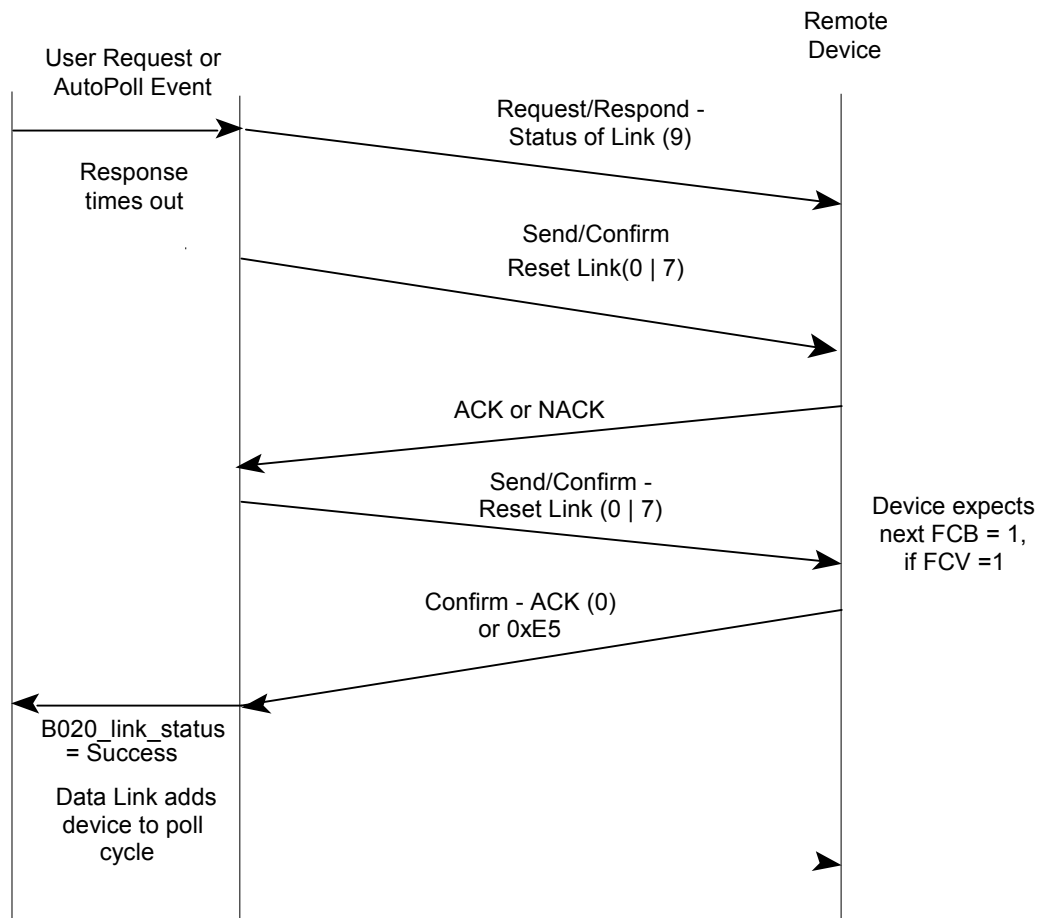 Remote
Device
User Request or
AutoPoll Event
Request/Respond -
Status of Link (9)
Response
times out
Send/Confirm
Reset Link(0 | 7)
ACK or NACK
Send/Confirm -
Reset Link (0 | 7)
Device expects
next FCB = 1,
if FCV =1
Confirm - ACK (0)
or 0xE5
B020_link_status
= Success
Data Link adds
device to poll
cycle